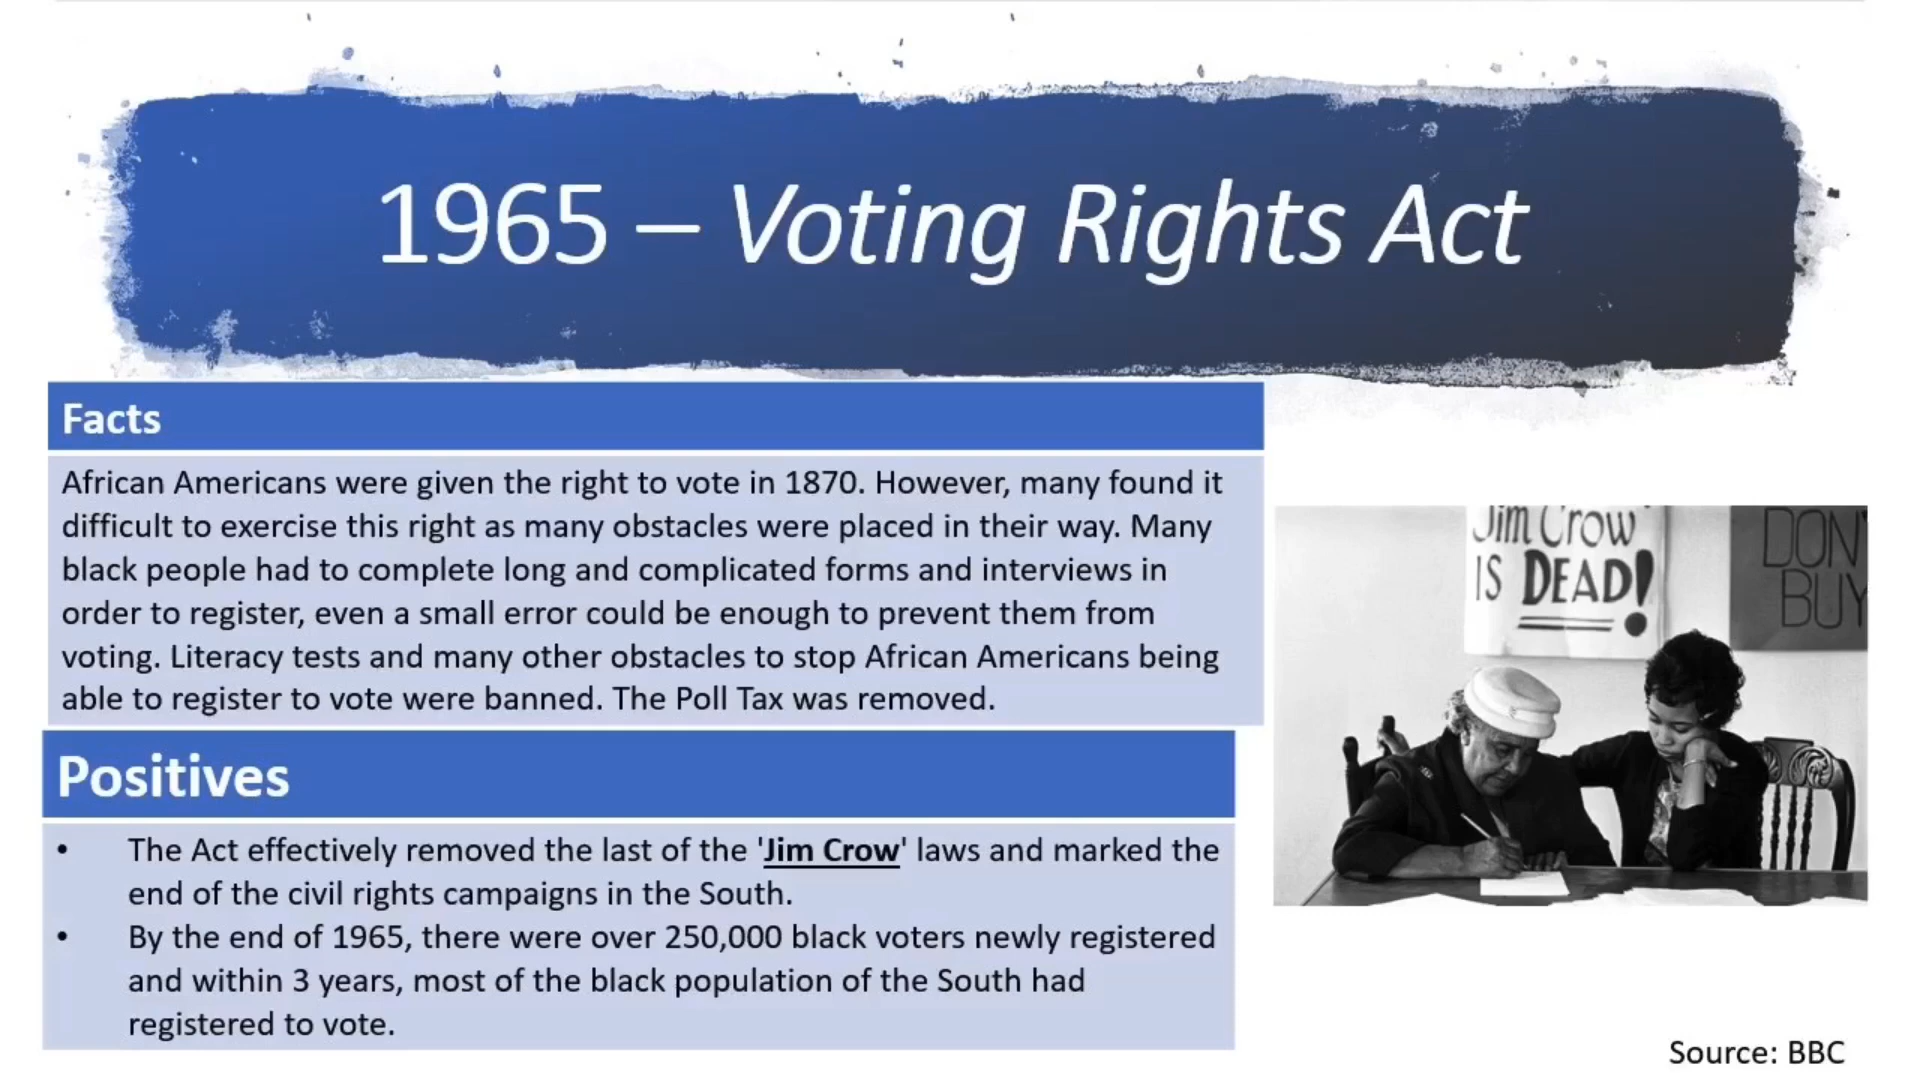 1965 – Voting Rights Act
Facts
African Americans were given the right to vote in 1870. However, many found it
difficult to exercise this right as many obstacles were placed in their way. Many
black people had to complete long and complicated forms and interviews in
order to register, even a small error could be enough to prevent them from
voting. Literacy tests and many other obstacles to stop African Americans being
able to register to vote were banned. The Poll Tax was removed.
Jim Crow
IS DEAD!
DON'
BUY
Positives
• The Act effectively removed the last of the 'Jim Crow' laws and marked the
end of the civil rights campaigns in the South.
• By the end of 1965, there were over 250,000 black voters newly registered
and within 3 years, most of the black population of the South had
registered to vote.
Source: BBC